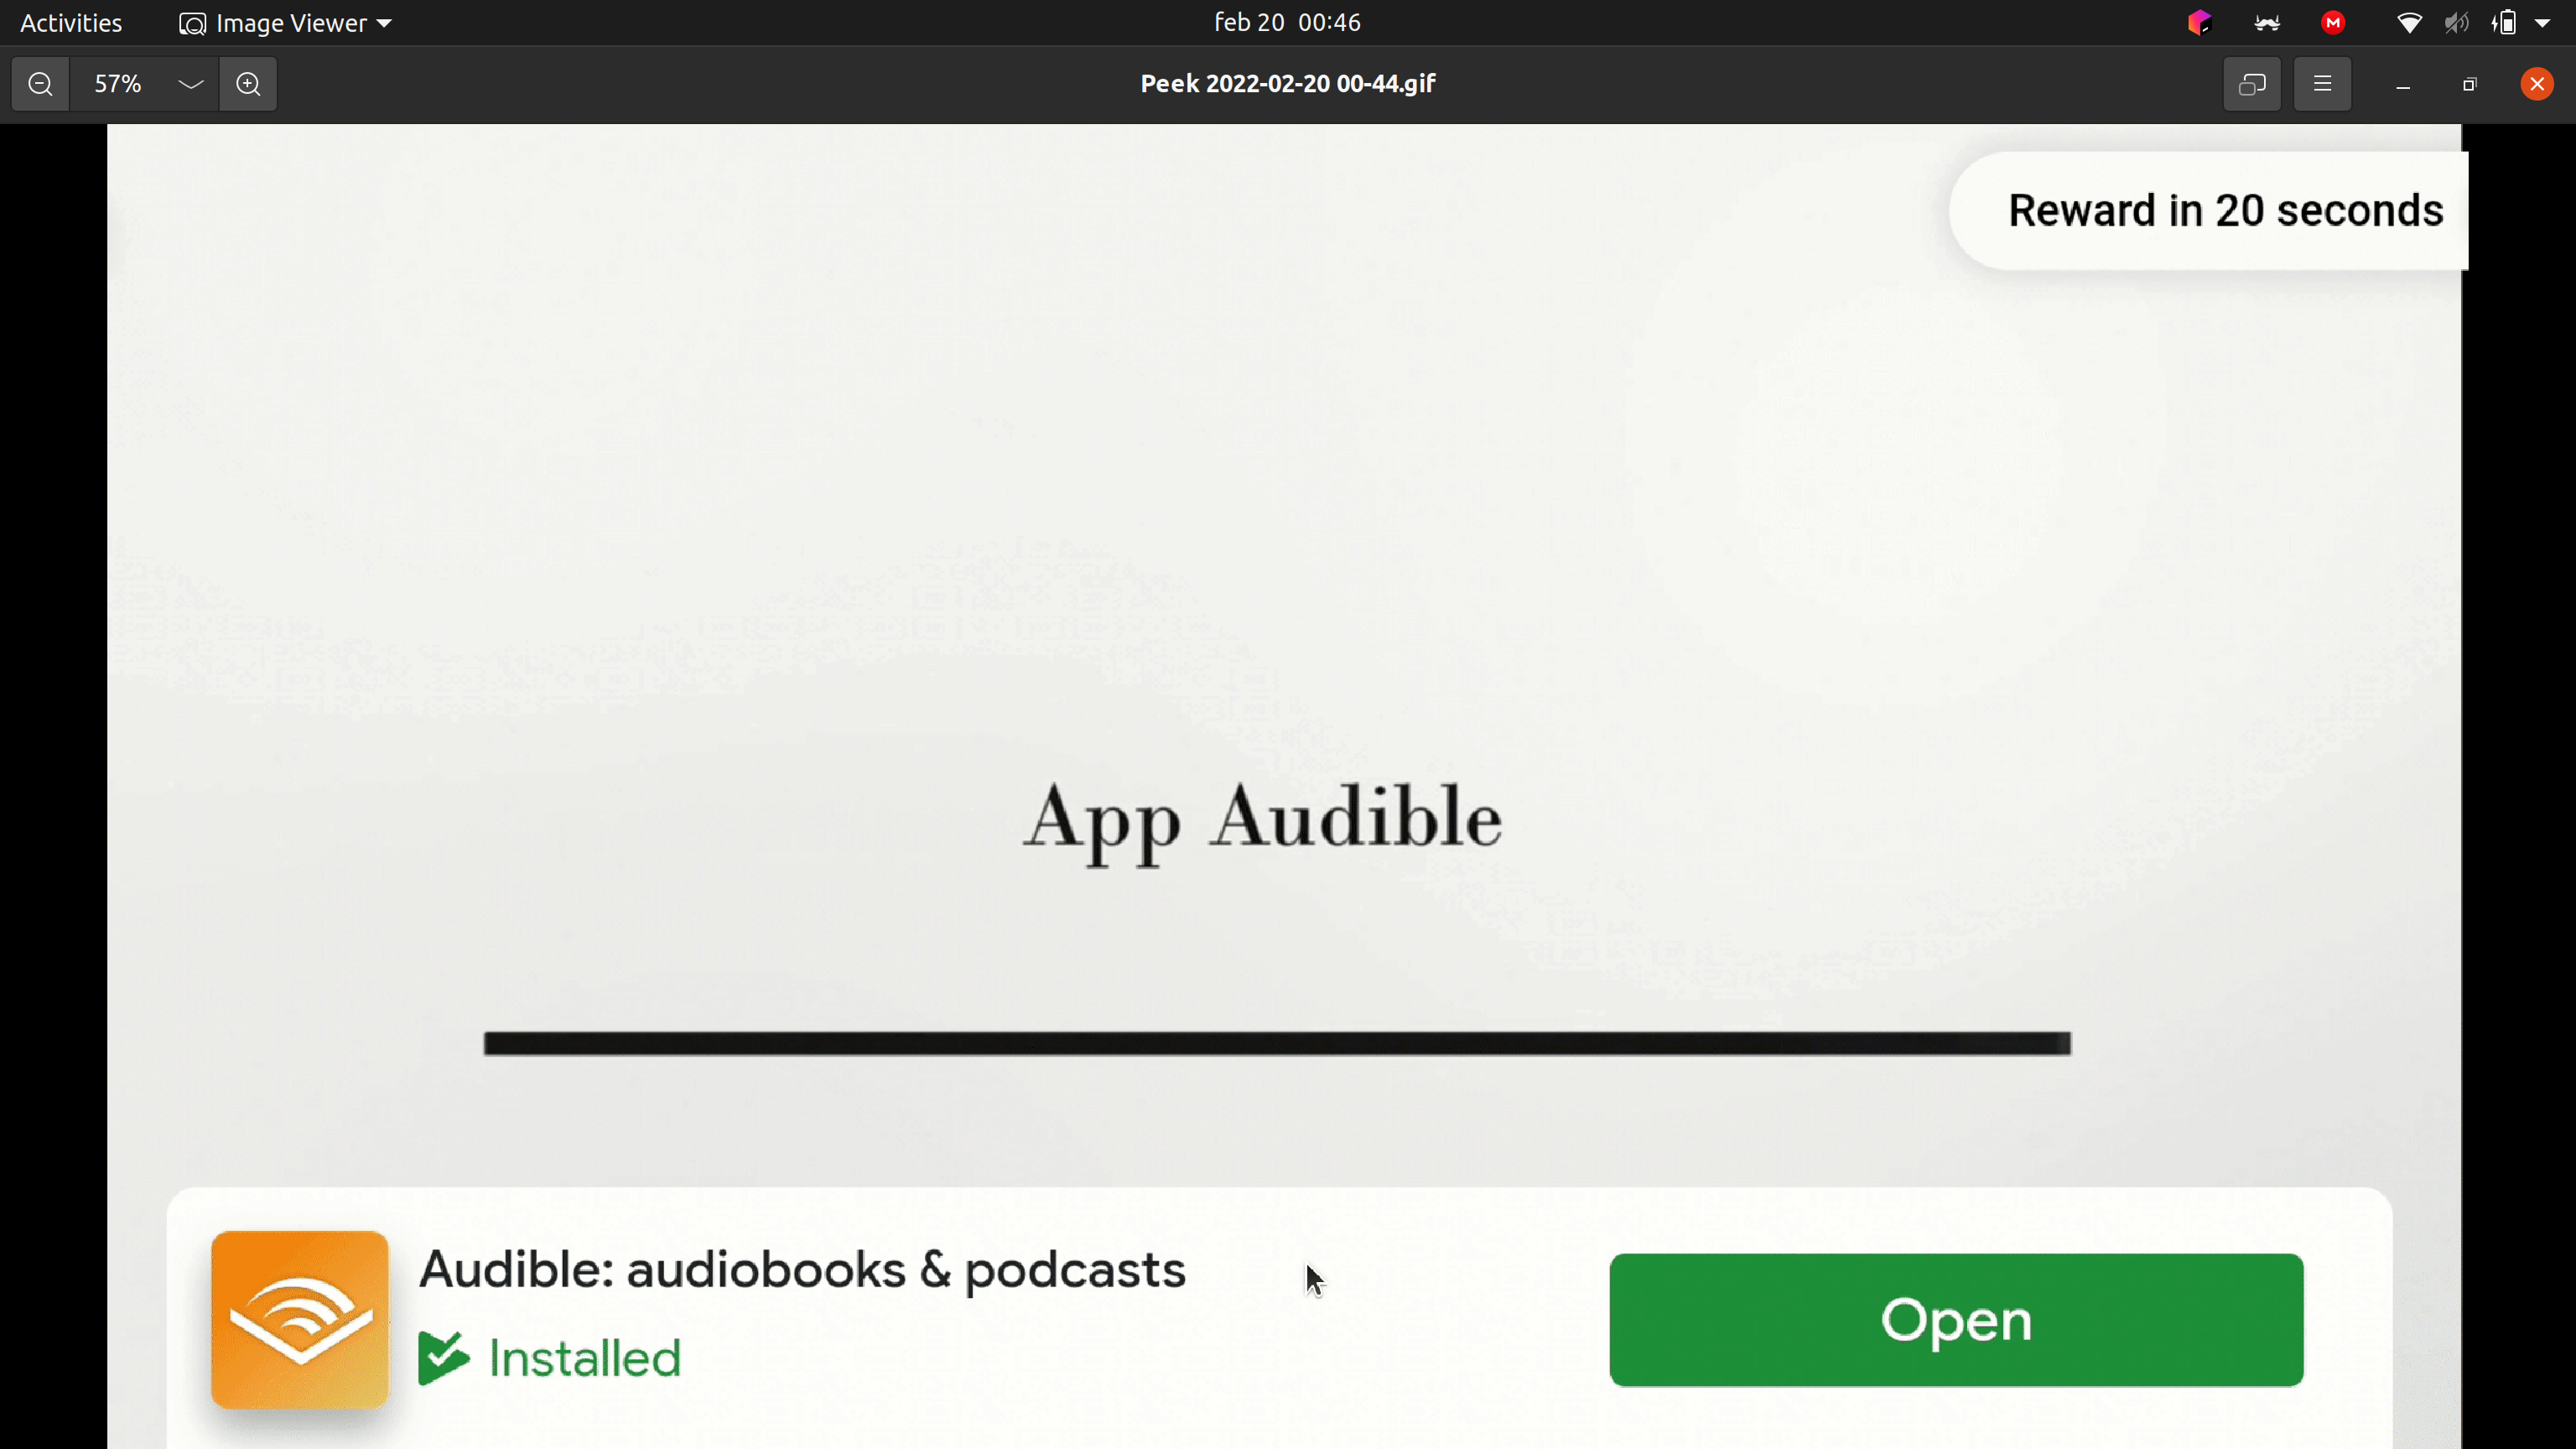 Activities
Image Viewer
feb 20 00:46
57%
Peek 2022-02-20 00-44.gif
Reward in 20 seconds
App Audible
Audible: audiobooks & podcasts
Installed
Open